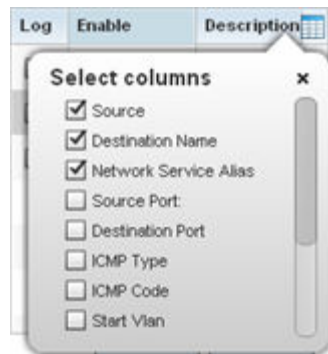 Log Enable Description
Select columns ×
Source
Destination Name
Network Service Alias
Source Port:
Destination Port
ICMP Type
ICMP Code
Start Vlan